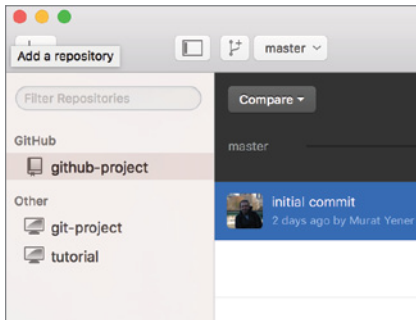 master
Add a repository
Filter Repositories
Compare
GitHub
master
github-project
Other
initial commit
git-project
2 days ago by Murat Yener
tutorial